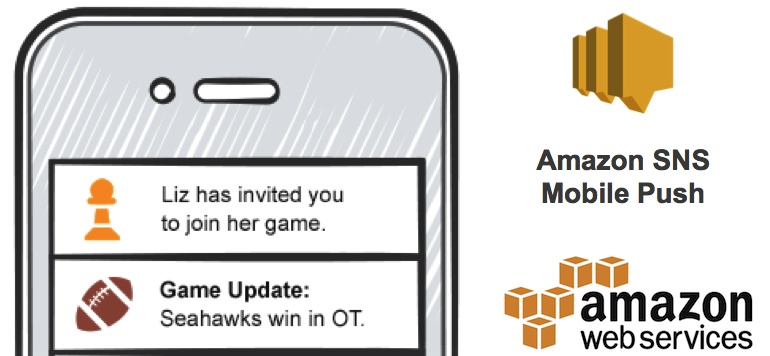 Liz has invited you
to join her game.
Game Update:
Seahawks win in OT.
Amazon SNS
Mobile Push
amazon
web services